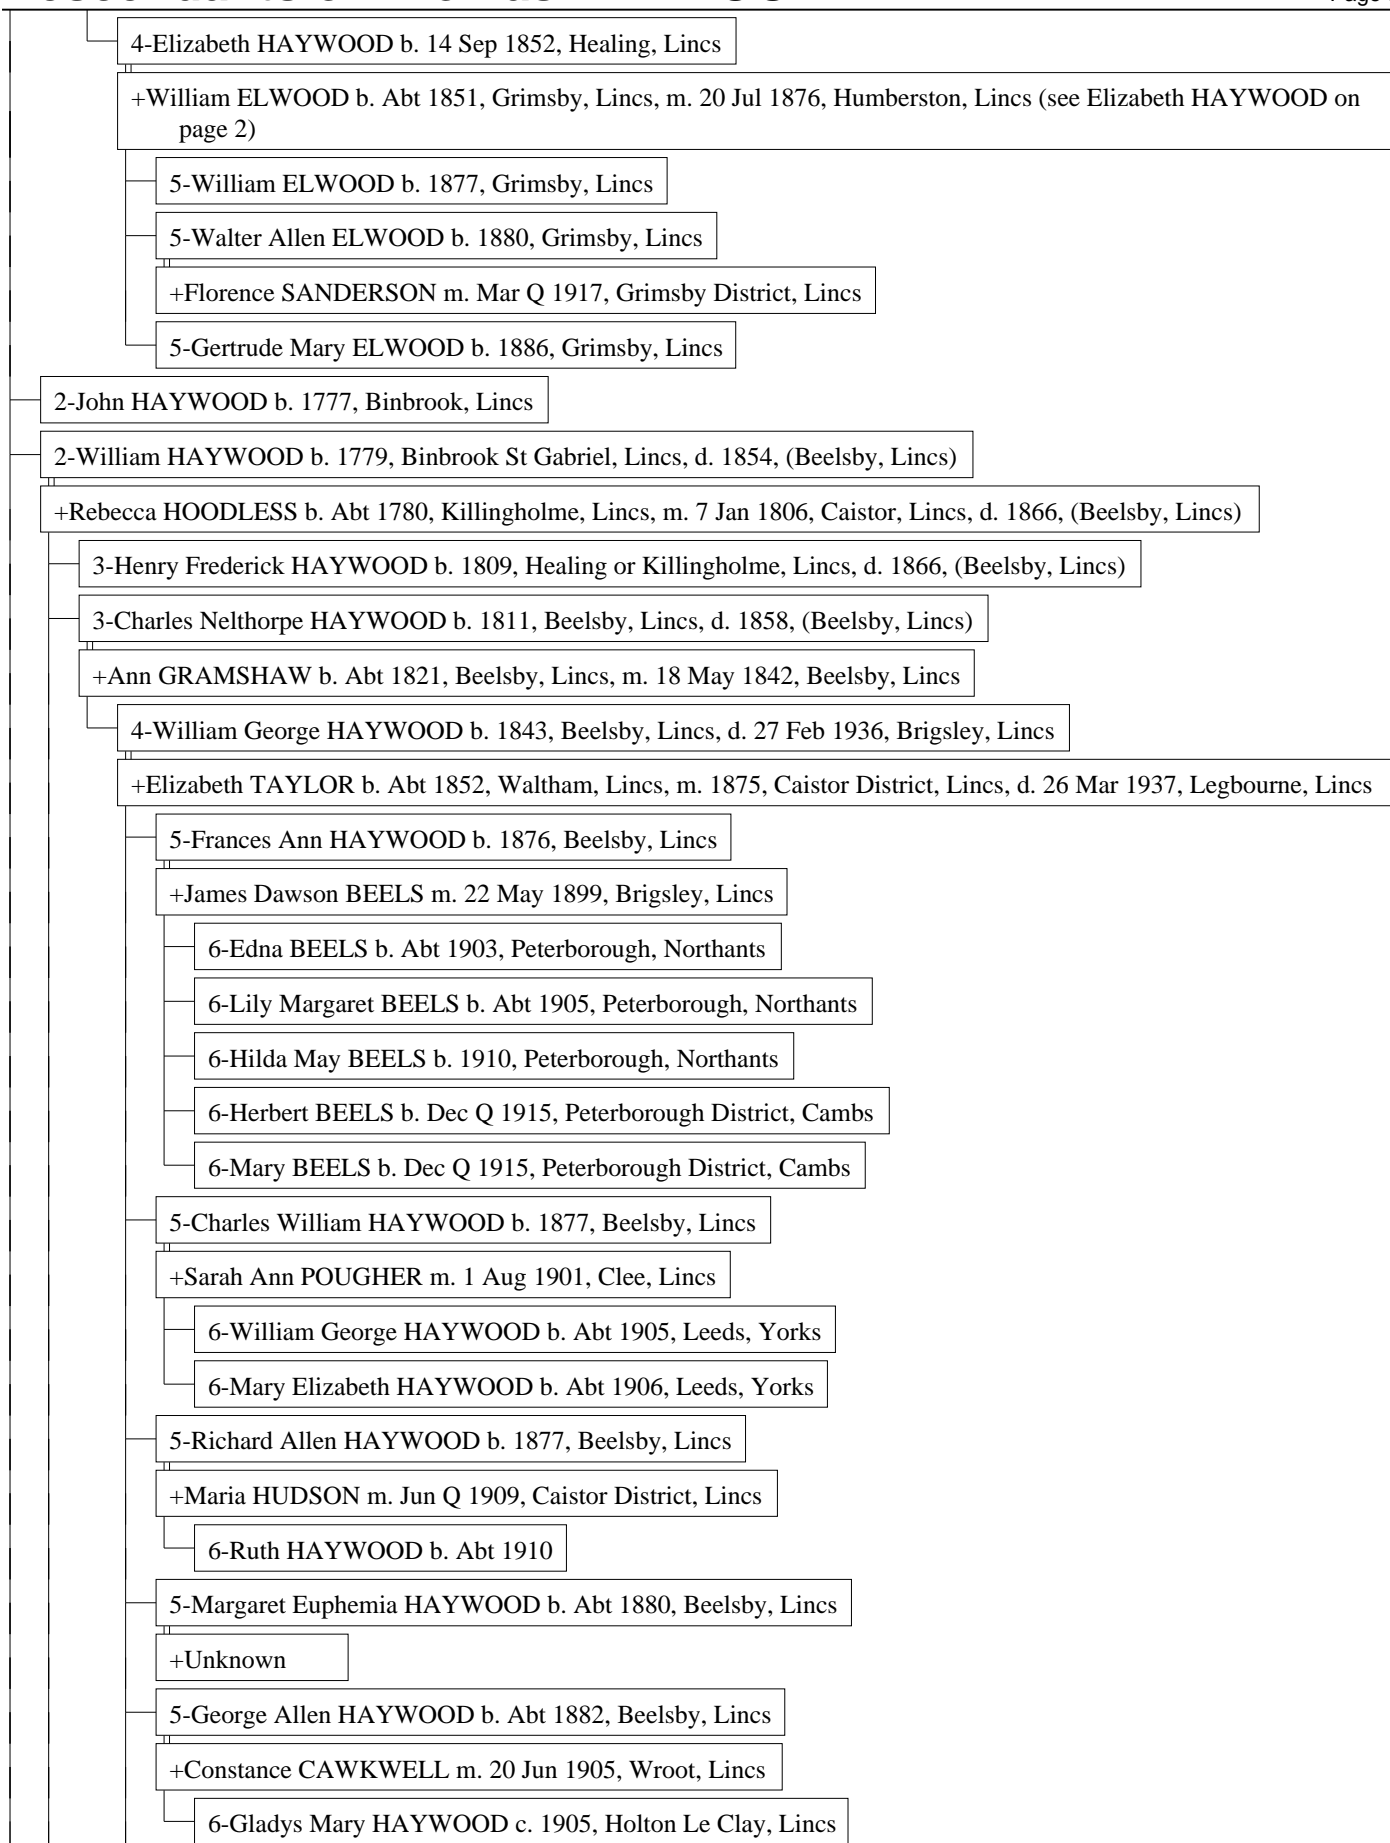 4-Elizabeth HAYWOOD b. 14 Sep 1852, Healing, Lincs
+William ELWOOD b. Abt 1851, Grimsby, Lincs, m. 20 Jul 1876, Humberston, Lincs (see Elizabeth HAYWOOD on
page 2)
5-William ELWOOD b. 1877, Grimsby, Lincs
5-Walter Allen ELWOOD b. 1880, Grimsby, Lincs
+Florence SANDERSON m. Mar Q 1917, Grimsby District, Lincs
5-Gertrude Mary ELWOOD b. 1886, Grimsby, Lincs
2-John HAYWOOD b. 1777, Binbrook, Lincs
2-William HAYWOOD b. 1779, Binbrook St Gabriel, Lincs, d. 1854, (Beelsby, Lincs)
+Rebecca HOODLESS b. Abt 1780, Killingholme, Lincs, m. 7 Jan 1806, Caistor, Lincs, d. 1866, (Beelsby, Lincs)
3-Henry Frederick HAYWOOD b. 1809, Healing or Killingholme, Lincs, d. 1866, (Beelsby, Lincs)
3-Charles Nelthorpe HAYWOOD b. 1811, Beelsby, Lincs, d. 1858, (Beelsby, Lincs)
+Ann GRAMSHAW b. Abt 1821, Beelsby, Lincs, m. 18 May 1842, Beelsby, Lincs
4-William George HAYWOOD b. 1843, Beelsby, Lincs, d. 27 Feb 1936, Brigsley, Lincs
+Elizabeth TAYLOR b. Abt 1852, Waltham, Lincs, m. 1875, Caistor District, Lincs, d. 26 Mar 1937, Legbourne, Lincs
5-Frances Ann HAYWOOD b. 1876, Beelsby, Lincs
+James Dawson BEELS m. 22 May 1899, Brigsley, Lincs
6-Edna BEELS b. Abt 1903, Peterborough, Northants
6-Lily Margaret BEELS b. Abt 1905, Peterborough, Northants
6-Hilda May BEELS b. 1910, Peterborough, Northants
6-Herbert BEELS b. Dec Q 1915, Peterborough District, Cambs
6-Mary BEELS b. Dec Q 1915, Peterborough District, Cambs
5-Charles William HAYWOOD b. 1877, Beelsby, Lincs
+Sarah Ann POUGHER m. 1 Aug 1901, Clee, Lincs
6-William George HAYWOOD b. Abt 1905, Leeds, Yorks
6-Mary Elizabeth HAYWOOD b. Abt 1906, Leeds, Yorks
5-Richard Allen HAYWOOD b. 1877, Beelsby, Lincs
+Maria HUDSON m. Jun Q 1909, Caistor District, Lincs
6-Ruth HAYWOOD b. Abt 1910
5-Margaret Euphemia HAYWOOD b. Abt 1880, Beelsby, Lincs
+Unknown
5-George Allen HAYWOOD b. Abt 1882, Beelsby, Lincs
+Constance CAWKWELL m. 20 Jun 1905, Wroot, Lincs
6-Gladys Mary HAYWOOD c. 1905, Holton Le Clay, Lincs